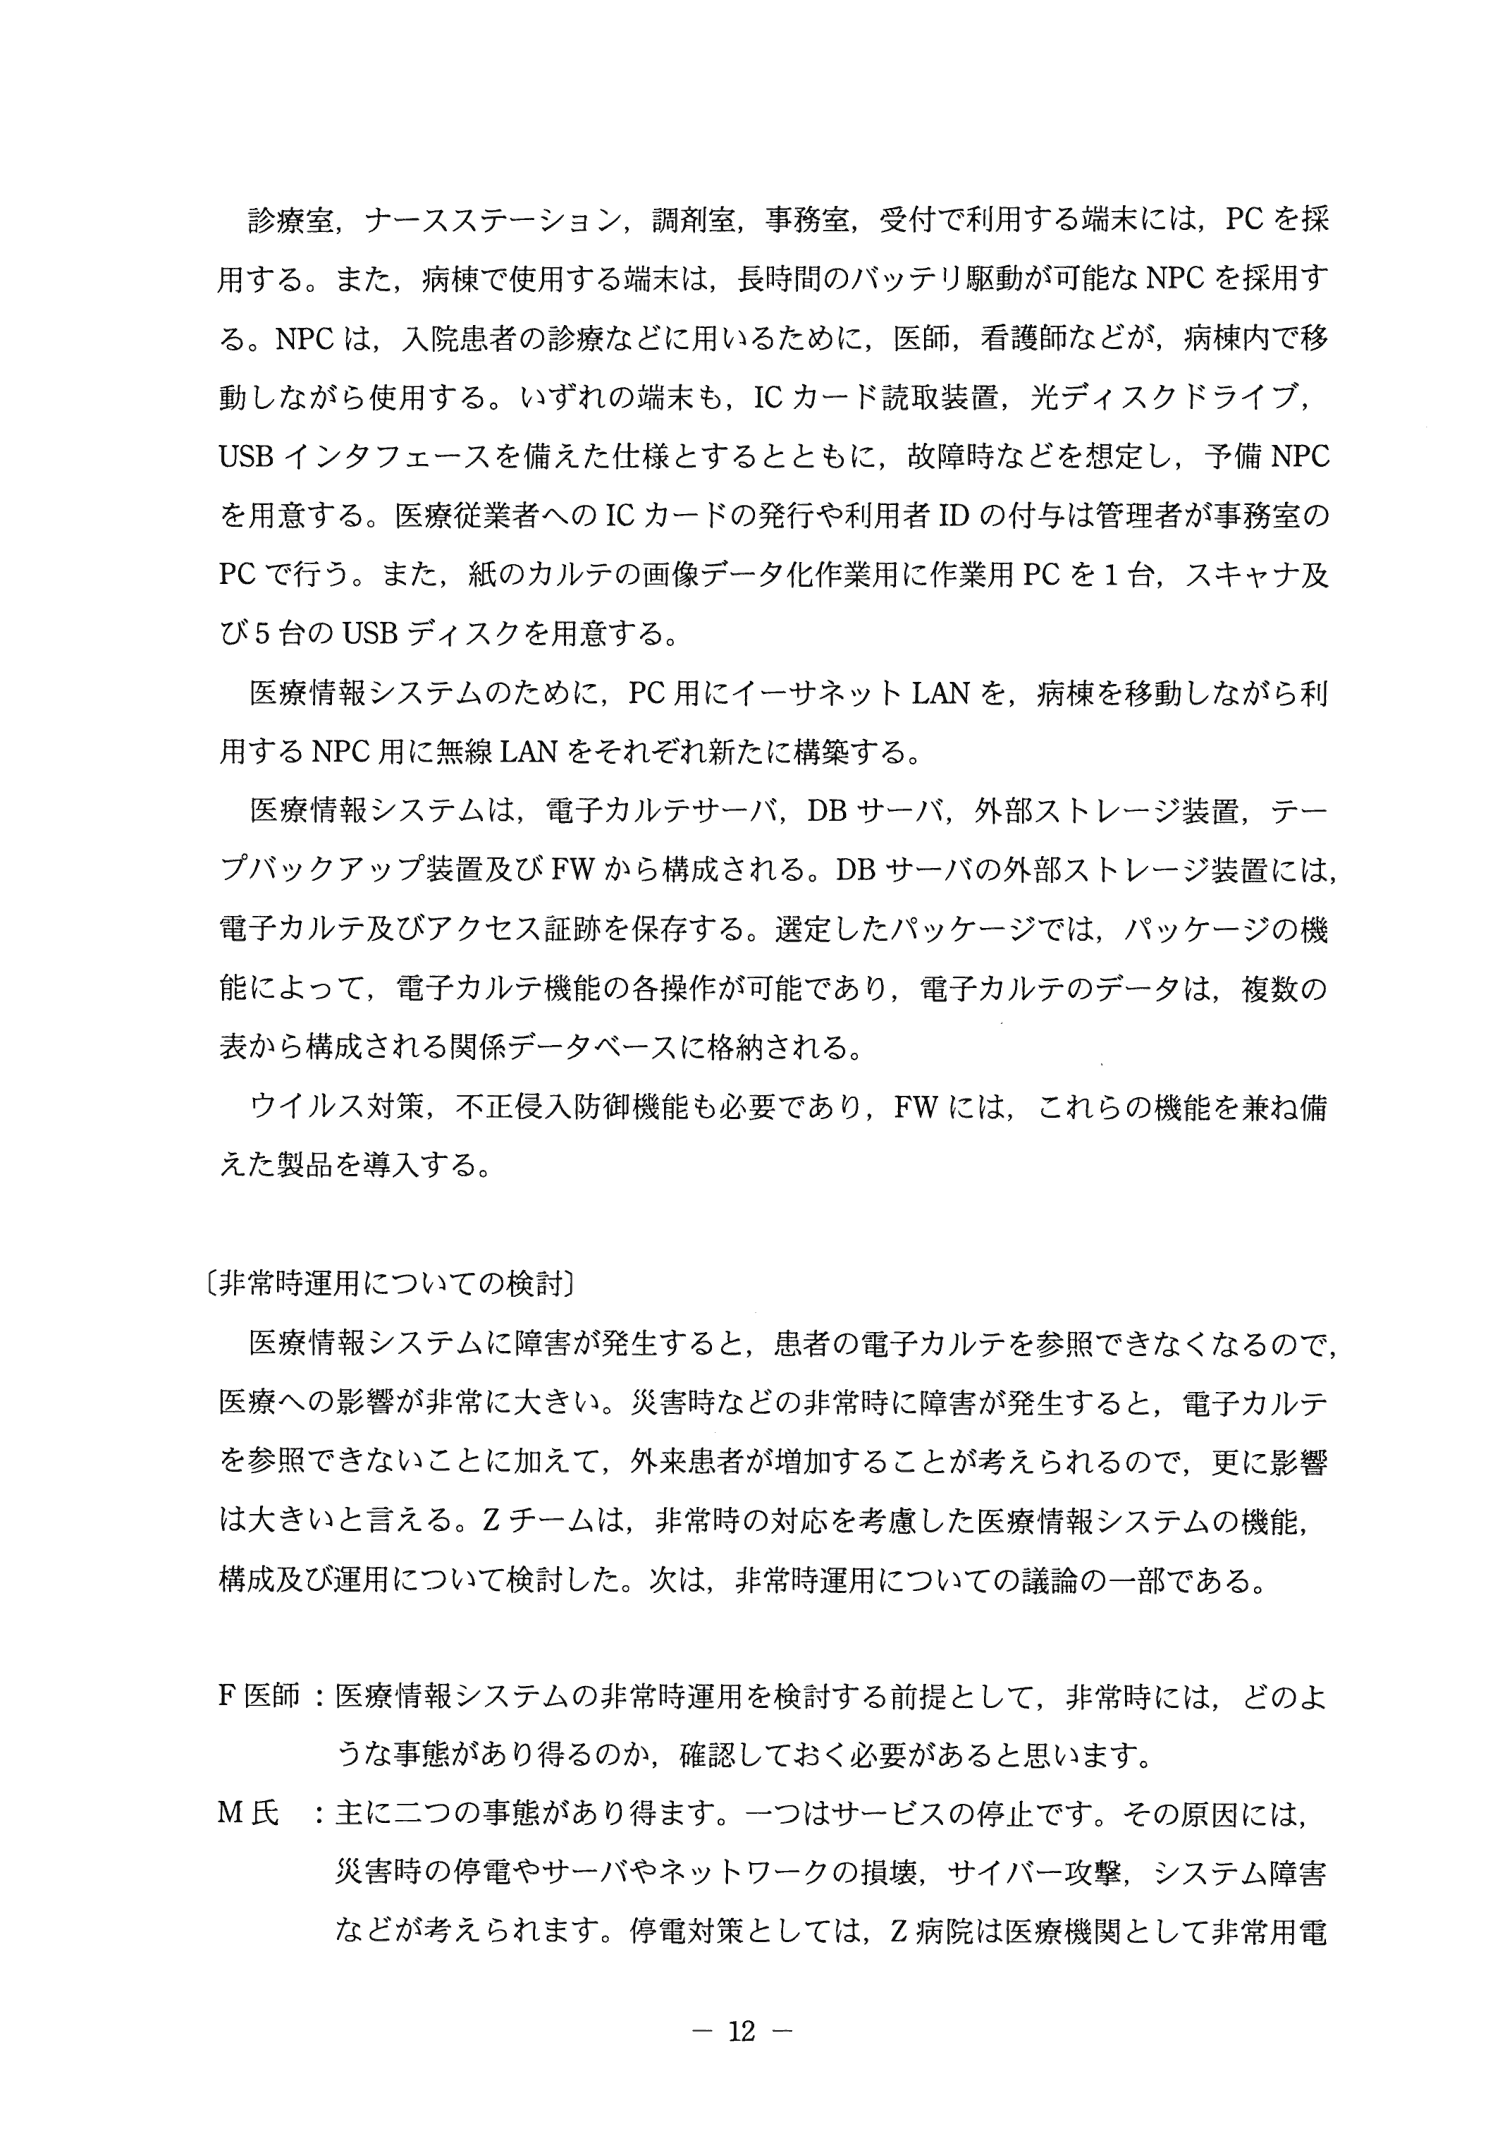 診療室，ナースステーション，調剤室，事務室，受付で利用する端末には，PC を採
用する。また，病棟で使用する端末は，長時間のバッテリ駆動が可能な NPC を採用す
る。NPC は，入院患者の診療などに用いるために，医師，看護師などが，病棟内で移
動しながら使用する。いずれの端末も，IC カード読取装置，光ディスクドライブ，
USB インタフェースを備えた仕様とするとともに，故障時などを想定し，予備 NPC
を用意する。医療従業者への IC カードの発行や利用者 ID の付与は管理者が事務室の
PC で行う。また，紙のカルテの画像データ化作業用に作業用 PC を 1 台，スキャナ及
び 5 台の USB ディスクを用意する。
医療情報システムのために，PC 用にイーサネット LAN を，病棟を移動しながら利
用する NPC 用に無線 LAN をそれぞれ新たに構築する。
医療情報システムは，電子カルテサーバ，DB サーバ，外部ストレージ装置，テー
プバックアップ装置及び FW から構成される。DB サーバの外部ストレージ装置には，
電子カルテ及びアクセス証跡を保存する。選定したパッケージでは，パッケージの機
能によって，電子カルテ機能の各操作が可能であり，電子カルテのデータは，複数の
表から構成される関係データベースに格納される。
ウイルス対策，不正侵入防御機能も必要であり，FW には，これらの機能を兼ね備
えた製品を導入する。
〔非常時運用についての検討〕
医療情報システムに障害が発生すると，患者の電子カルテを参照できなくなるので，
医療への影響が非常に大きい。災害時などの非常時に障害が発生すると，電子カルテ
を参照できないことに加えて，外来患者が増加することが考えられるので，更に影響
は大きいと言える。Z チームは，非常時の対応を考慮した医療情報システムの機能，
構成及び運用について検討した。次は，非常時運用についての議論の一部である。
F 医師：医療情報システムの非常時運用を検討する前提として，非常時には，どのよ
うな事態があり得るのか，確認しておく必要があると思います。
M 氏　：主に二つの事態があり得ます。一つはサービスの停止です。その原因には，
災害時の停電やサーバやネットワークの損壊，サイバー攻撃，システム障害
などが考えられます。停電対策としては，Z 病院は医療機関として非常用電
－ 12 －